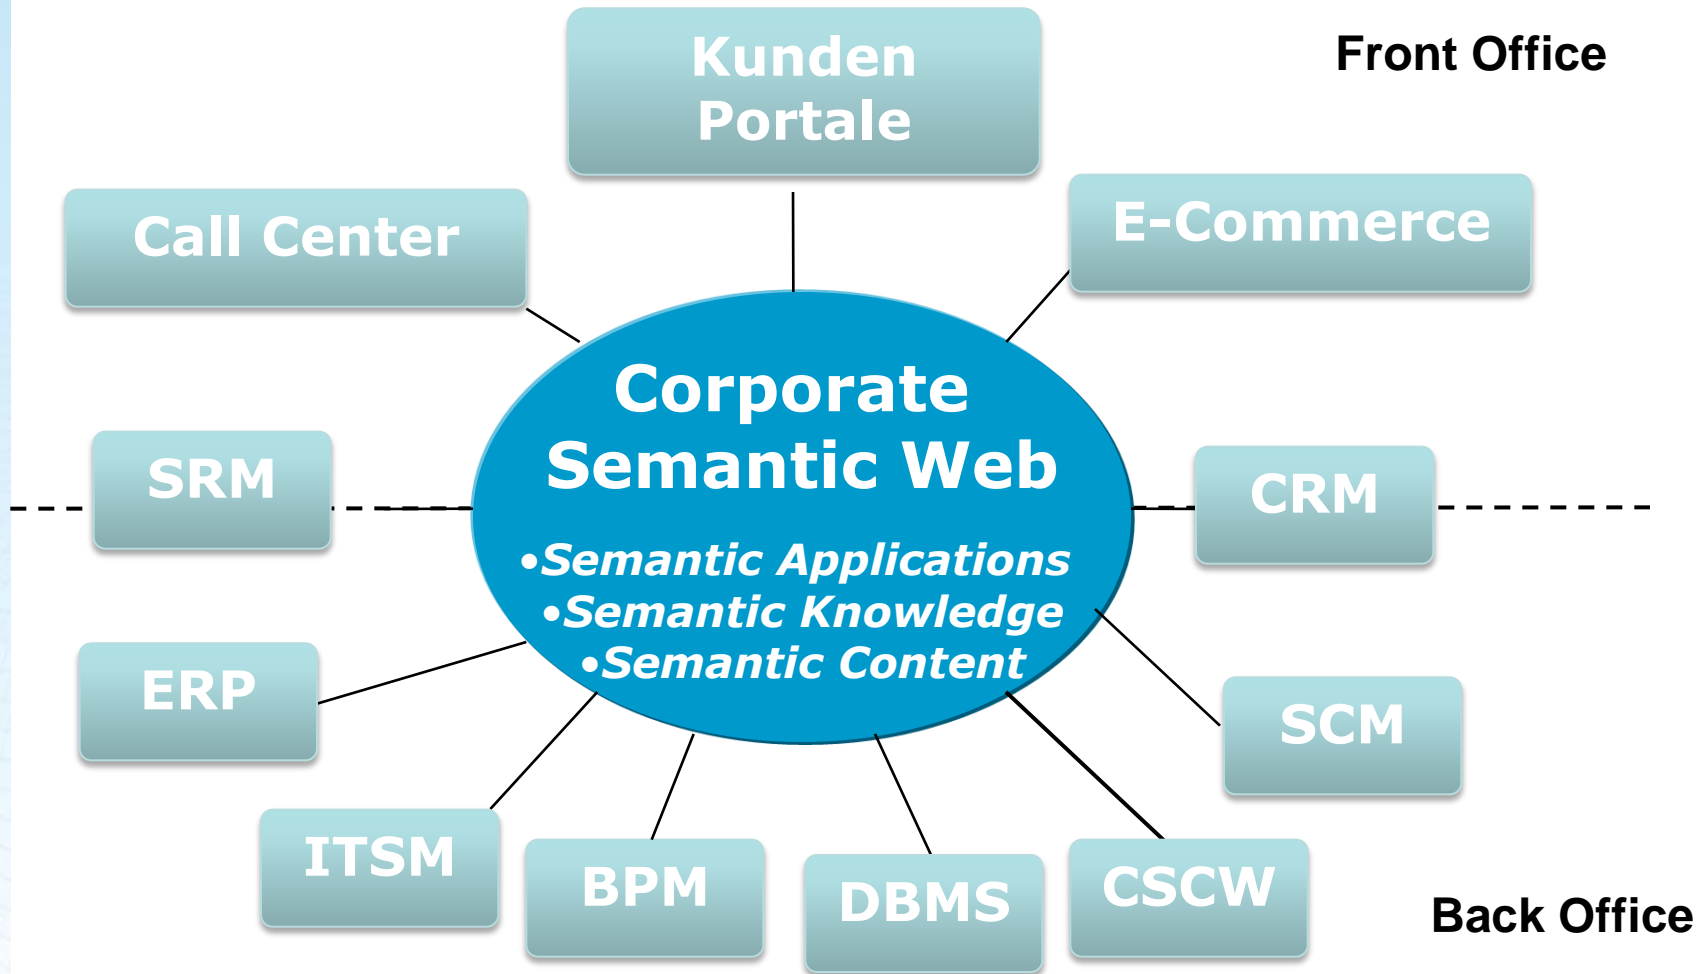 Kunden
Portale
Front Office
Call Center
E-Commerce
Corporate
Semantic Web
•Semantic Applications
•Semantic Knowledge
•Semantic Content
SRM
CRM
ERP
SCM
ITSM
BPM
DBMS
CSCW
Back Office